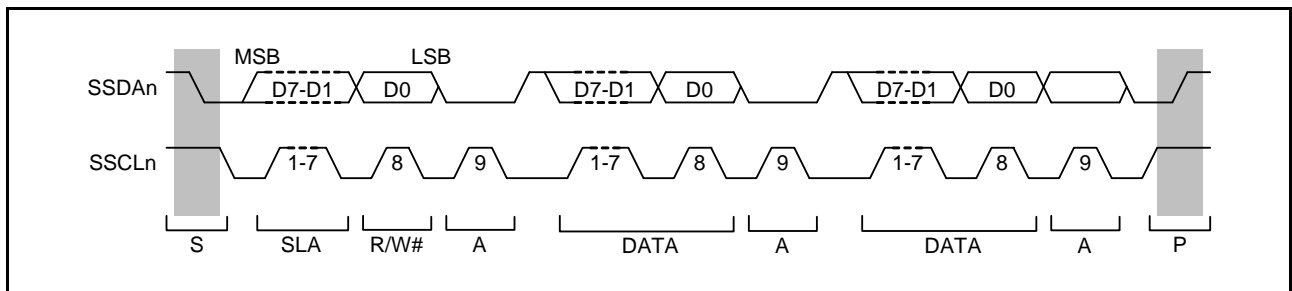 MSB LSB
SSDAn D7-D1 D0 D7-D1 D0 D7-D1 D0
SSCLn 1-7 8 9 1-7 8 9 1-7 8 9
S SLA R/W# A DATA A DATA A P